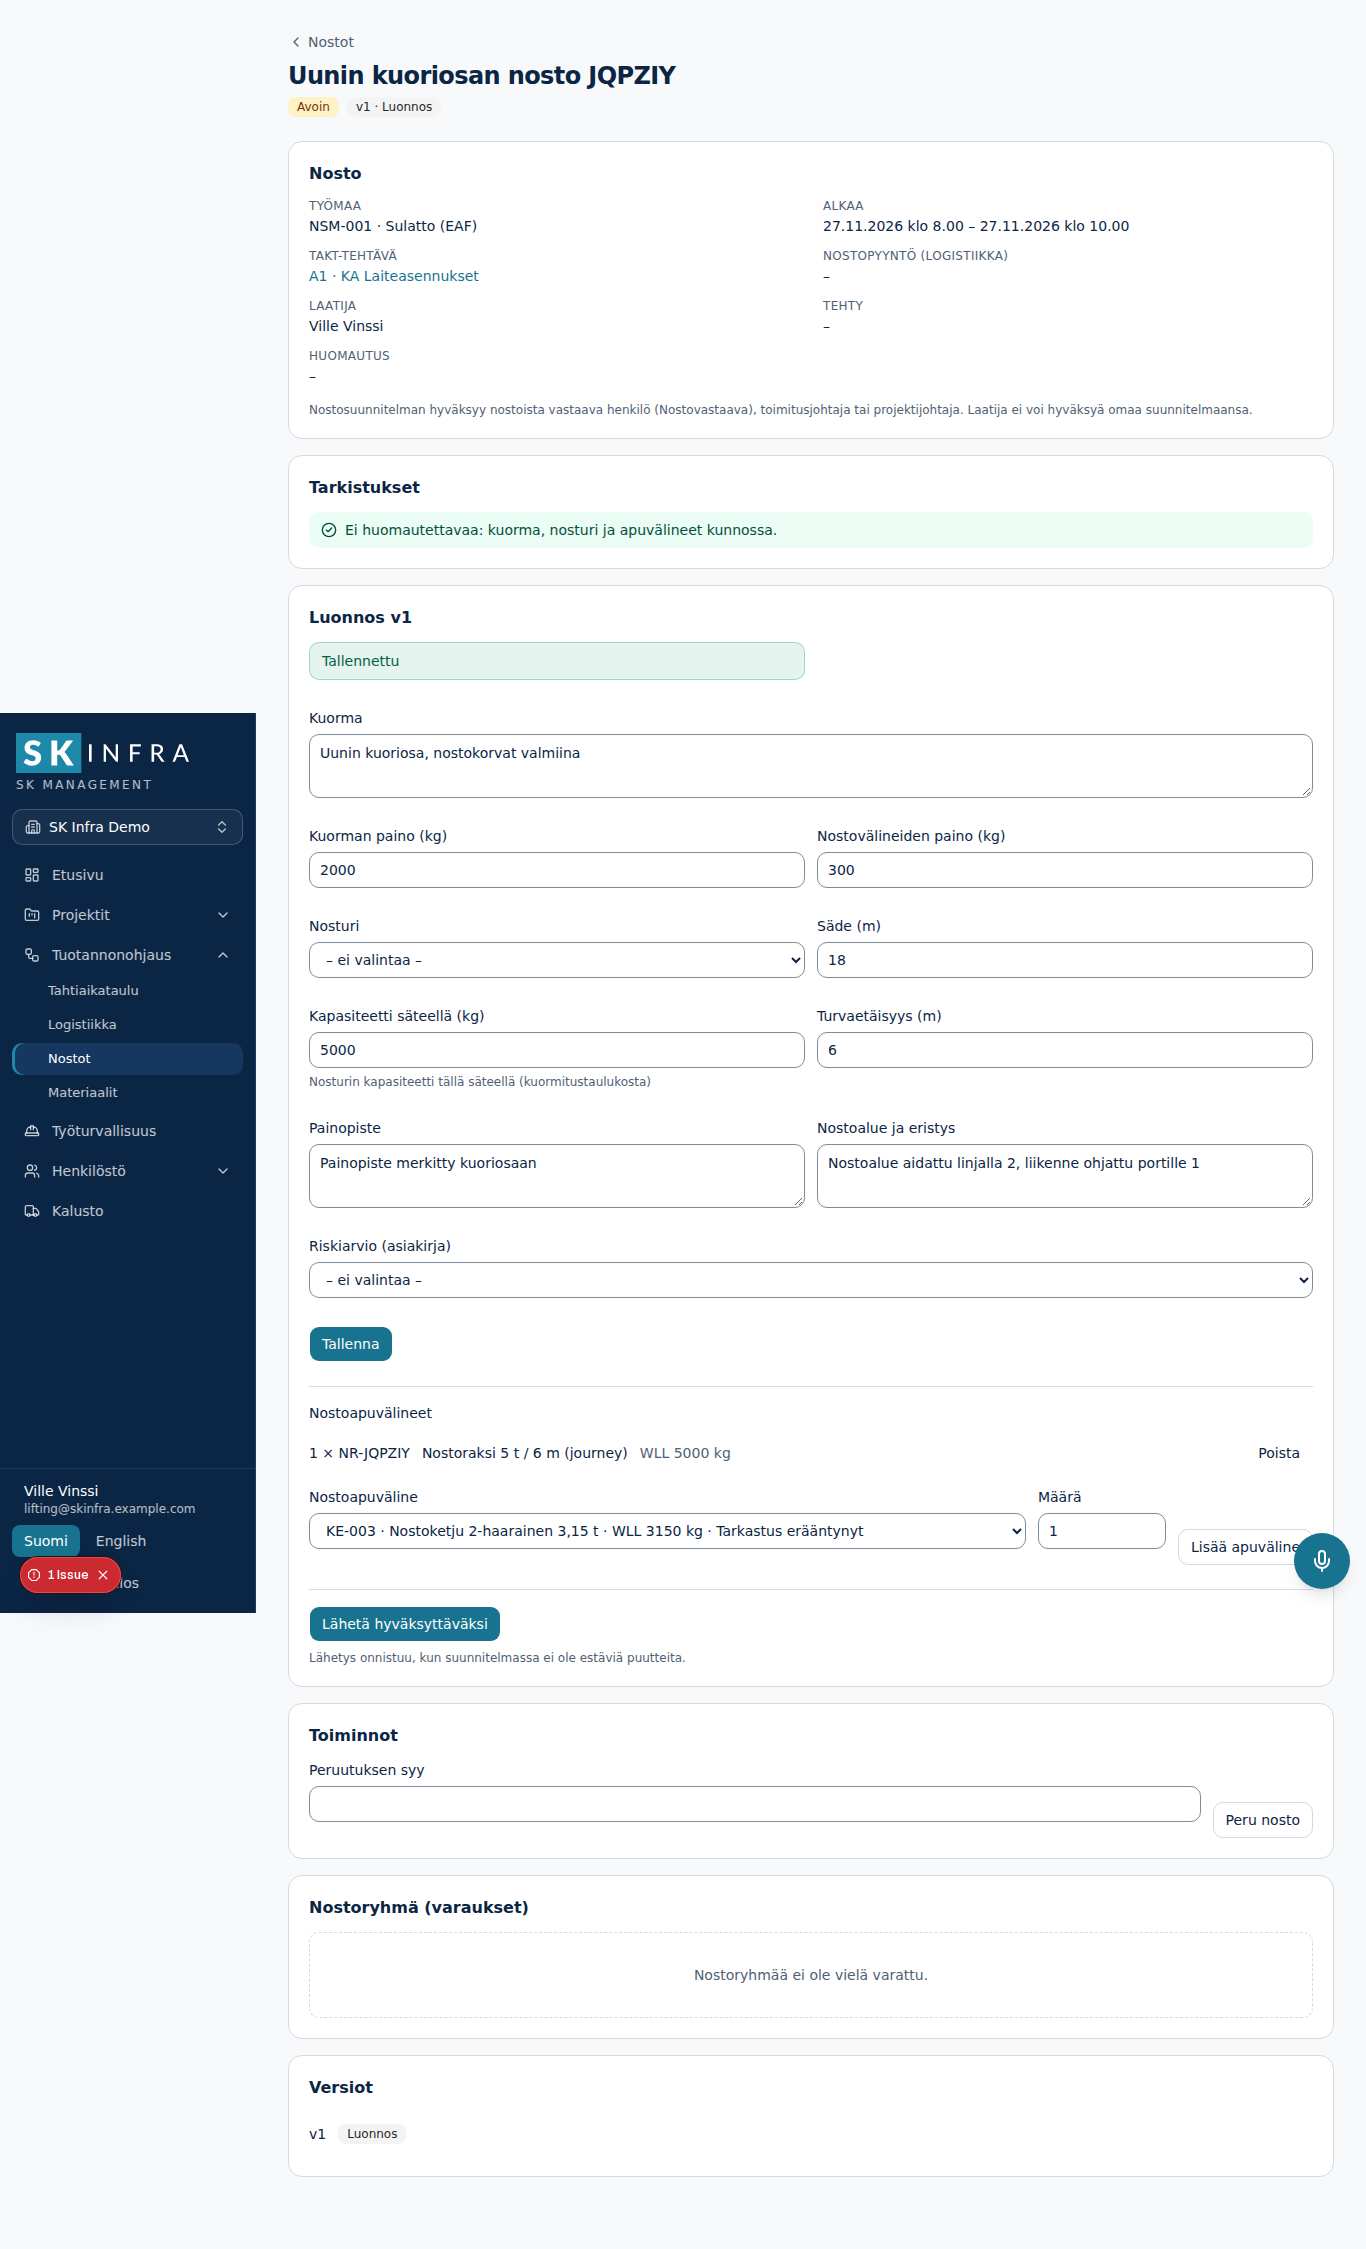 Nostot
Uunin kuoriosan nosto JQPZIY
Avoin
v1 · Luonnos
Nosto
TYÖMAA
NSM-001 · Sulatto (EAF)
ALKAA
27.11.2026 klo 8.00 – 27.11.2026 klo 10.00
TAKT-TEHTÄVÄ
A1 · KA Laiteasennukset
NOSTOPYYNTÖ (LOGISTIIKKA)
–
LAATIJA
Ville Vinssi
TEHTY
–
HUOMAUTUS
–
Nostosuunnitelman hyväksyy nostoista vastaava henkilö (Nostovastaava), toimitusjohtaja tai projektijohtaja. Laatija ei voi hyväksyä omaa suunnitelmaansa.
Tarkistukset
Ei huomautettavaa: kuorma, nosturi ja apuvälineet kunnossa.
Luonnos v1
Tallennettu
Kuorma
Uunin kuoriosa, nostokorvat valmiina
Kuorman paino (kg)
2000
Nostovälineiden paino (kg)
300
Nosturi
– ei valintaa –
Säde (m)
18
Kapasiteetti säteellä (kg)
5000
Nosturin kapasiteetti tällä säteellä (kuormitustaulukosta)
Turvaetäisyys (m)
6
Painopiste
Painopiste merkitty kuoriosaan
Nostoalue ja eristys
Nostoalue aidattu linjalla 2, liikenne ohjattu portille 1
Riskiarvio (asiakirja)
– ei valintaa –
Tallenna
Nostoapuvälineet
1 × NR-JQPZIY Nostoraksi 5 t / 6 m (journey) WLL 5000 kg
Poista
Nostoapuväline
KE-003 · Nostoketju 2-haarainen 3,15 t · WLL 3150 kg · Tarkastus erääntynyt
Määrä
1
Lisää apuväline
Lähetä hyväksyttäväksi
Lähetys onnistuu, kun suunnitelmassa ei ole estäviä puutteita.
Toiminnot
Peruutuksen syy
Peru nosto
Nostoryhmä (varaukset)
Nostoryhmää ei ole vielä varattu.
Versiot
v1
Luonnos
SK INFRA
SK MANAGEMENT
SK Infra Demo
Etusivu
Projektit
Tuotannonohjaus
Tahtiaikataulu
Logistiikka
Nostot
Materiaalit
Työturvallisuus
Henkilöstö
Kalusto
Ville Vinssi
lifting@skinfra.example.com
Suomi
English
1 Issue